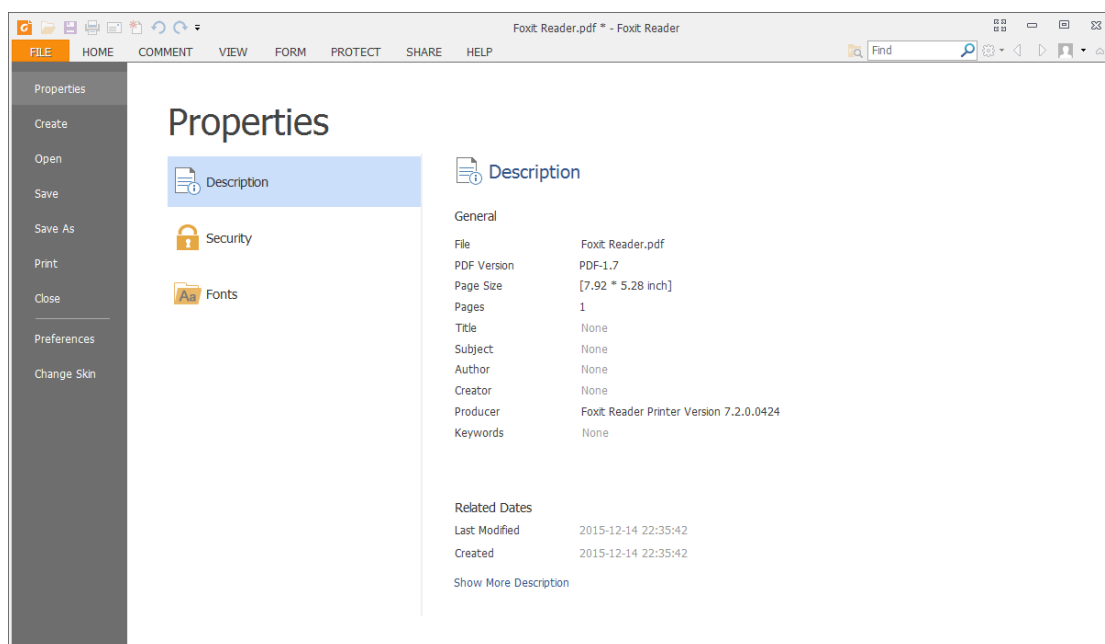 Foxit Reader.pdf * - Foxit Reader
FILE HOME COMMENT VIEW FORM PROTECT SHARE HELP Find
Properties
Create
Open
Save
Save As
Print
Close
Preferences
Change Skin
Properties
Description
Security
Aa Fonts
Description
General
File Foxit Reader.pdf
PDF Version PDF-1.7
Page Size [7.92 * 5.28 inch]
Pages 1
Title None
Subject None
Author None
Creator None
Producer Foxit Reader Printer Version 7.2.0.0424
Keywords None
Related Dates
Last Modified 2015-12-14 22:35:42
Created 2015-12-14 22:35:42
Show More Description